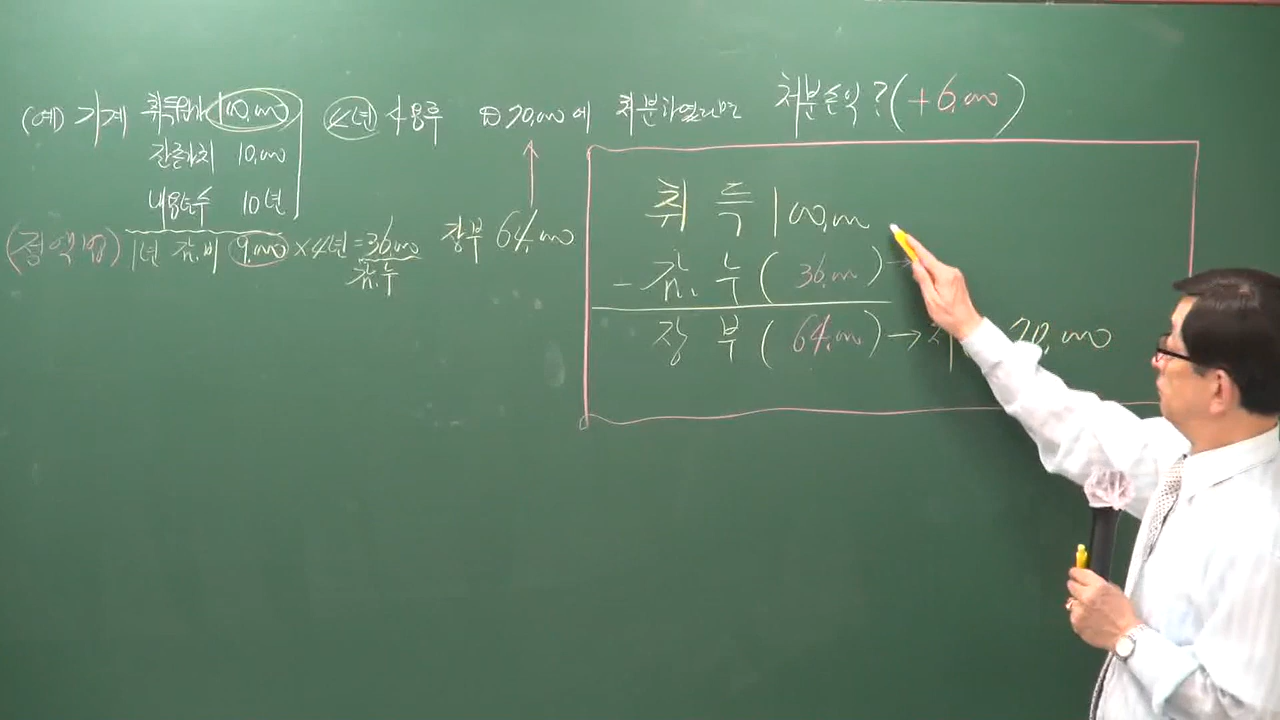 (예) 기계 취득원가 100,000 4년 사용후 ㉠ 70,000에 처분하였다면 처분손익? (+6,000)
잔존가치 10,000
내용년수 10년
(정액법) 1년 감.비 9,000 × 4년 = 36,000 장부 64,000
감.누
취득 100,000
- 감.누 (36,000) →
장부 (64,000) → 70,000